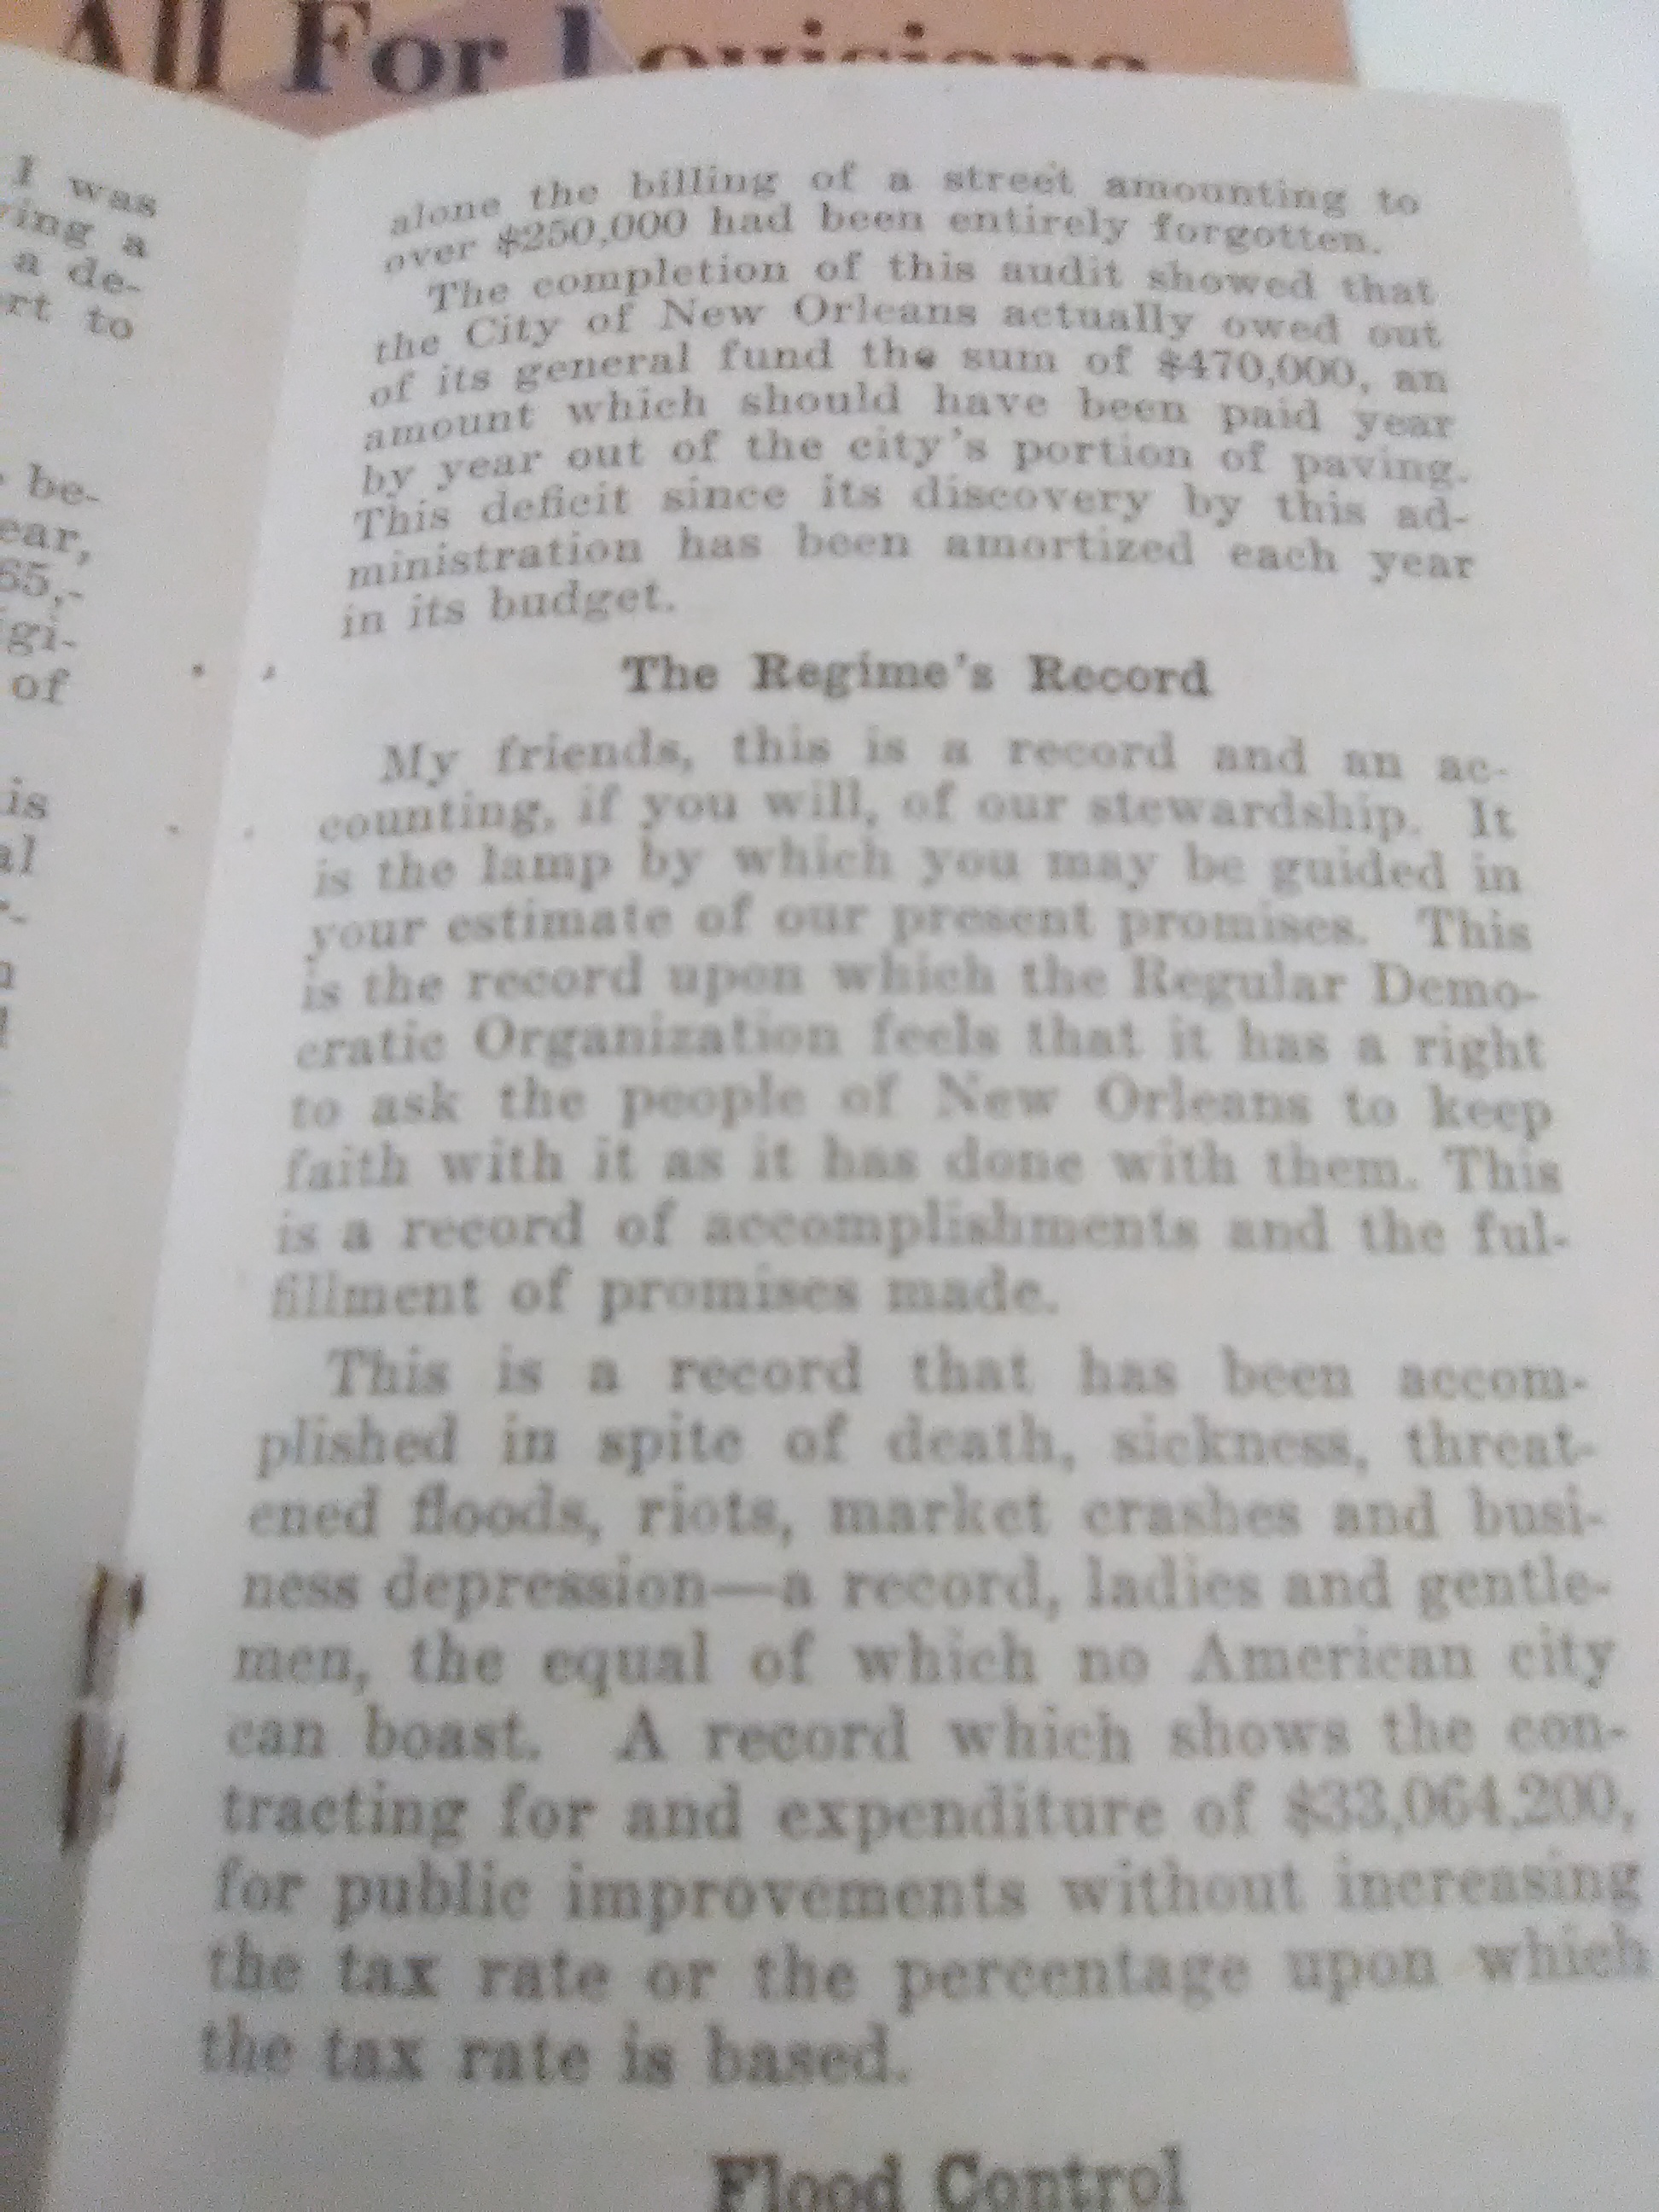 All For Louisiana
I was
ving a
a de-
rt to
be-
ear,
65,-
igi-
of
is
al
alone the billing of a street amounting to
over $250,000 had been entirely forgotten.
The completion of this audit showed that
the City of New Orleans actually owed out
of its general fund the sum of $470,000, an
amount which should have been paid year
by year out of the city's portion of paving.
This deficit since its discovery by this ad-
ministration has been amortized each year
in its budget.
The Regime's Record
My friends, this is a record and an ac-
counting, if you will, of our stewardship. It
is the lamp by which you may be guided in
your estimate of our present promises. This
is the record upon which the Regular Demo-
cratic Organization feels that it has a right
to ask the people of New Orleans to keep
faith with it as it has done with them. This
is a record of accomplishments and the ful-
fillment of promises made.
This is a record that has been accom-
plished in spite of death, sickness, threat-
ened floods, riots, market crashes and busi-
ness depression—a record, ladies and gentle-
men, the equal of which no American city
can boast. A record which shows the con-
tracting for and expenditure of $33,064,200,
for public improvements without increasing
the tax rate or the percentage upon which
the tax rate is based.
Flood Control